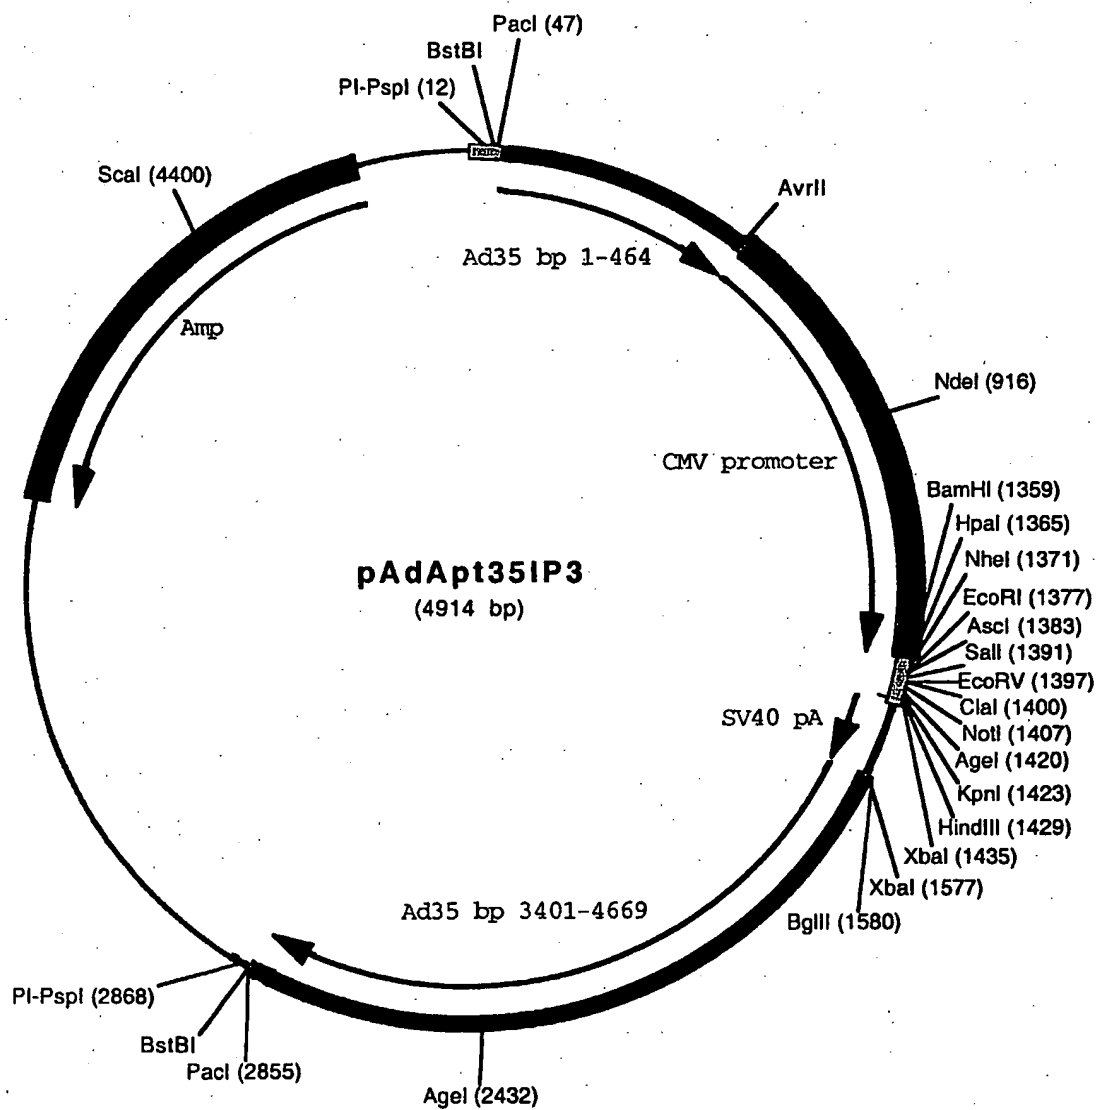 PacI (47)
BstBI
PI-PspI (12)
ScaI (4400)
AvrII
Ad35 bp 1-464
Amp
NdeI (916)
CMV promoter
BamHI (1359)
HpaI (1365)
NheI (1371)
EcoRI (1377)
AscI (1383)
SalI (1391)
EcoRV (1397)
ClaI (1400)
NotI (1407)
AgeI (1420)
KpnI (1423)
HindIII (1429)
XbaI (1435)
XbaI (1577)
BglII (1580)
pAdApt35IP3
(4914 bp)
SV40 pA
Ad35 bp 3401-4669
PI-PspI (2868)
BstBI
PacI (2855)
AgeI (2432)